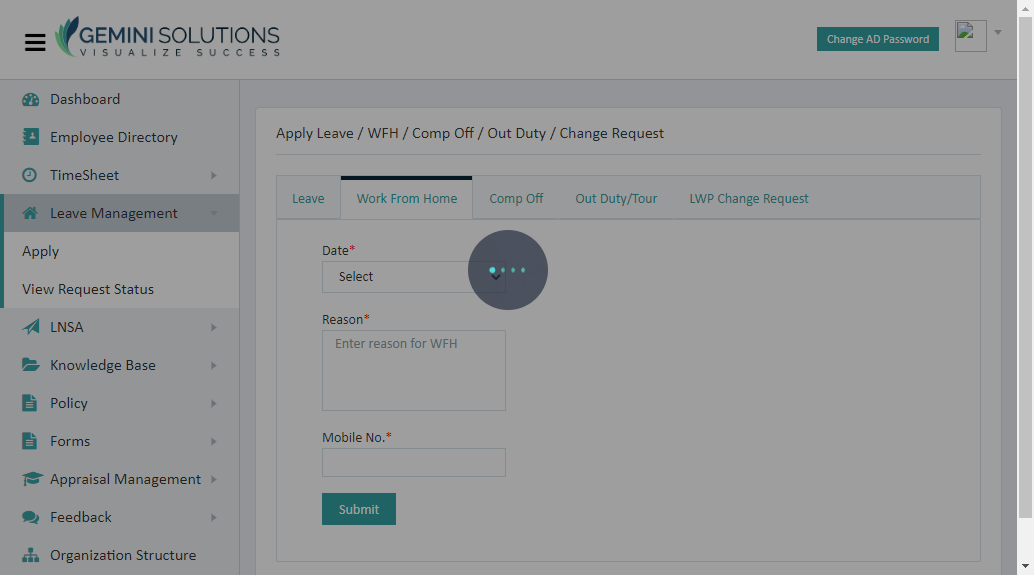 GEMINI SOLUTIONS
VISUALIZE SUCCESS
Change AD Password
Dashboard
Employee Directory
TimeSheet
Leave Management
Apply
View Request Status
LNSA
Knowledge Base
Policy
Forms
Appraisal Management
Feedback
Organization Structure
Apply Leave / WFH / Comp Off / Out Duty / Change Request
Leave
Work From Home
Comp Off
Out Duty/Tour
LWP Change Request
Date*
Select
Reason*
Enter reason for WFH
Mobile No.*
Submit